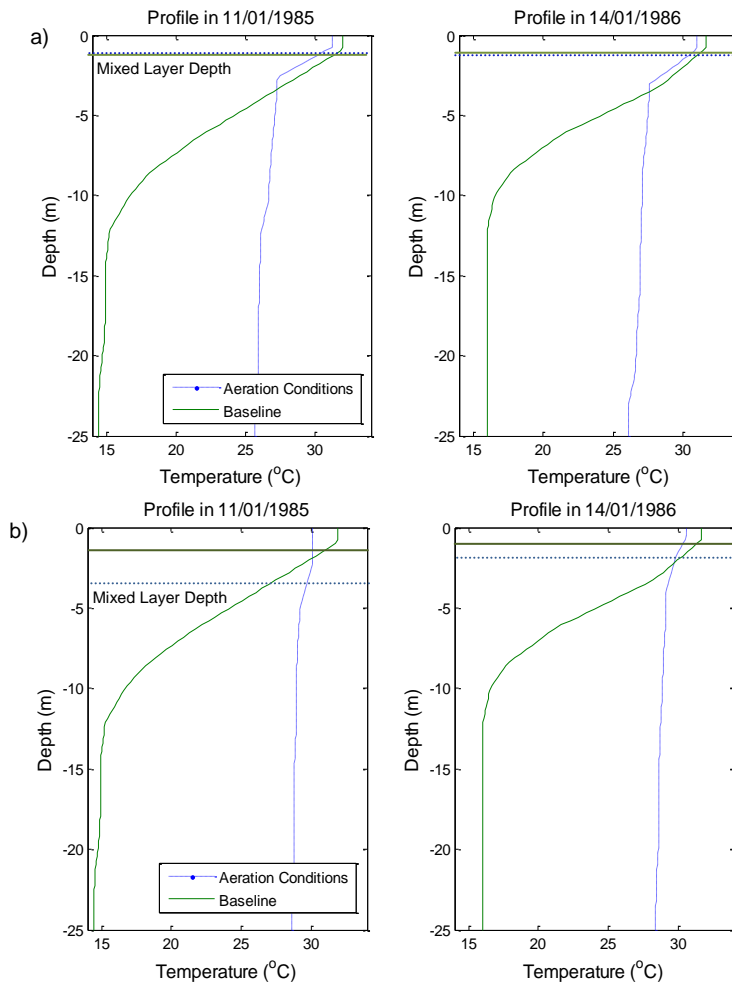 a)
Profile in 11/01/1985
Mixed Layer Depth
0
-5
-10
-15
-20
-25
Depth (m)
Aeration Conditions
Baseline
15 20 25 30
Temperature (°C)
Profile in 14/01/1986
0
-5
-10
-15
-20
-25
Depth (m)
15 20 25 30
Temperature (°C)
b)
Profile in 11/01/1985
Mixed Layer Depth
0
-5
-10
-15
-20
-25
Depth (m)
Aeration Conditions
Baseline
15 20 25 30
Temperature (°C)
Profile in 14/01/1986
0
-5
-10
-15
-20
-25
Depth (m)
15 20 25 30
Temperature (°C)